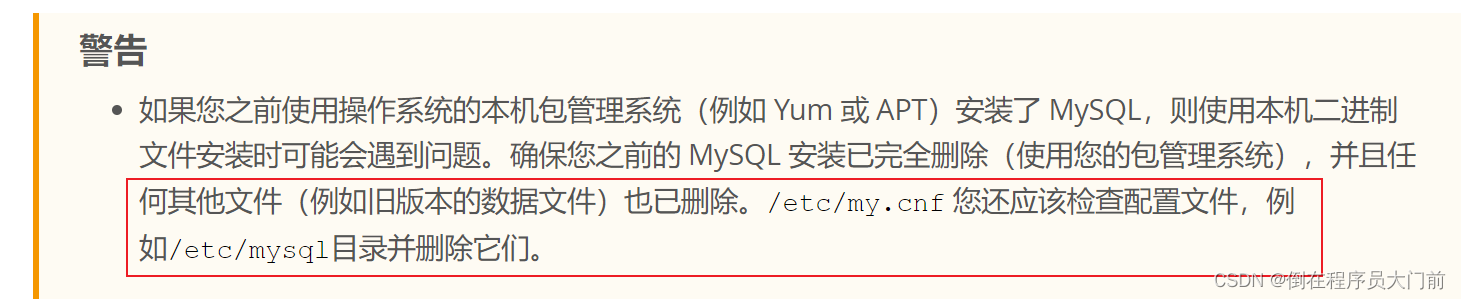 警告
如果您之前使用操作系统的本机包管理系统（例如 Yum 或 APT）安装了 MySQL，则使用本机二进制
文件安装时可能会遇到问题。确保您之前的 MySQL 安装已完全删除（使用您的包管理系统），并且任
何其他文件（例如旧版本的数据文件）也已删除。/etc/my.cnf 您还应该检查配置文件，例
如/etc/mysql目录并删除它们。
CSDN @倒在程序员大门前